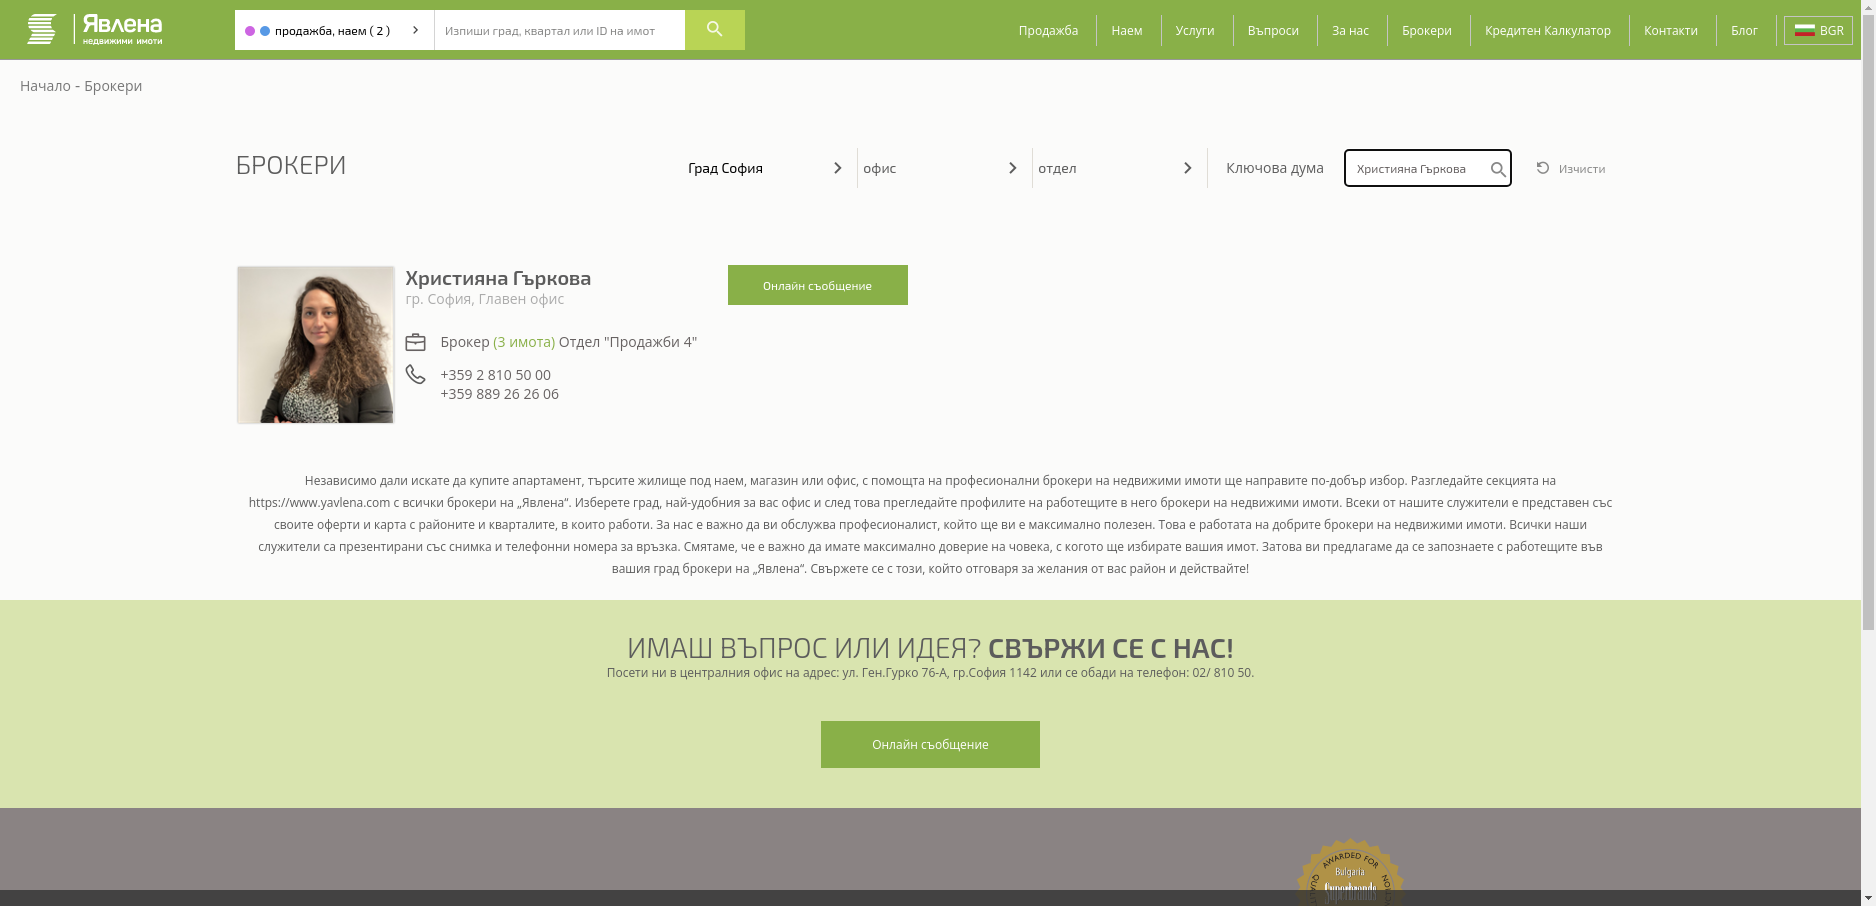 Явлена
недвижими имоти
продажба, наем ( 2 )
Изпиши град, квартал или ID на имот
Продажба
Наем
Услуги
Въпроси
За нас
Брокери
Кредитен Калкулатор
Контакти
Блог
BGR
Начало - Брокери
БРОКЕРИ
Град София
офис
отдел
Ключова дума
Християна Гъркова
Изчисти
Християна Гъркова
гр. София, Главен офис
Онлайн съобщение
Брокер (3 имота) Отдел "Продажби 4"
+359 2 810 50 00
+359 889 26 26 06
Независимо дали искате да купите апартамент, търсите жилище под наем, магазин или офис, с помощта на професионални брокери на недвижими имоти ще направите по-добър избор. Разгледайте секцията на
https://www.yavlena.com с всички брокери на „Явлена“. Изберете град, най-удобния за вас офис и след това прегледайте профилите на работещите в него брокери на недвижими имоти. Всеки от нашите служители е представен със
своите оферти и карта с районите и кварталите, в които работи. За нас е важно да ви обслужва професионалист, който ще ви е максимално полезен. Това е работата на добрите брокери на недвижими имоти. Всички наши
служители са презентирани със снимка и телефонни номера за връзка. Смятаме, че е важно да имате максимално доверие на човека, с когото ще избирате вашия имот. Затова ви предлагаме да се запознаете с работещите във
вашия град брокери на „Явлена“. Свържете се с този, който отговаря за желания от вас район и действайте!
ИМАШ ВЪПРОС ИЛИ ИДЕЯ? СВЪРЖИ СЕ С НАС!
Посети ни в централния офис на адрес: ул. Ген.Гурко 76-А, гр.София 1142 или се обади на телефон: 02/ 810 50.
Онлайн съобщение
AWARDED FOR
Bulgaria